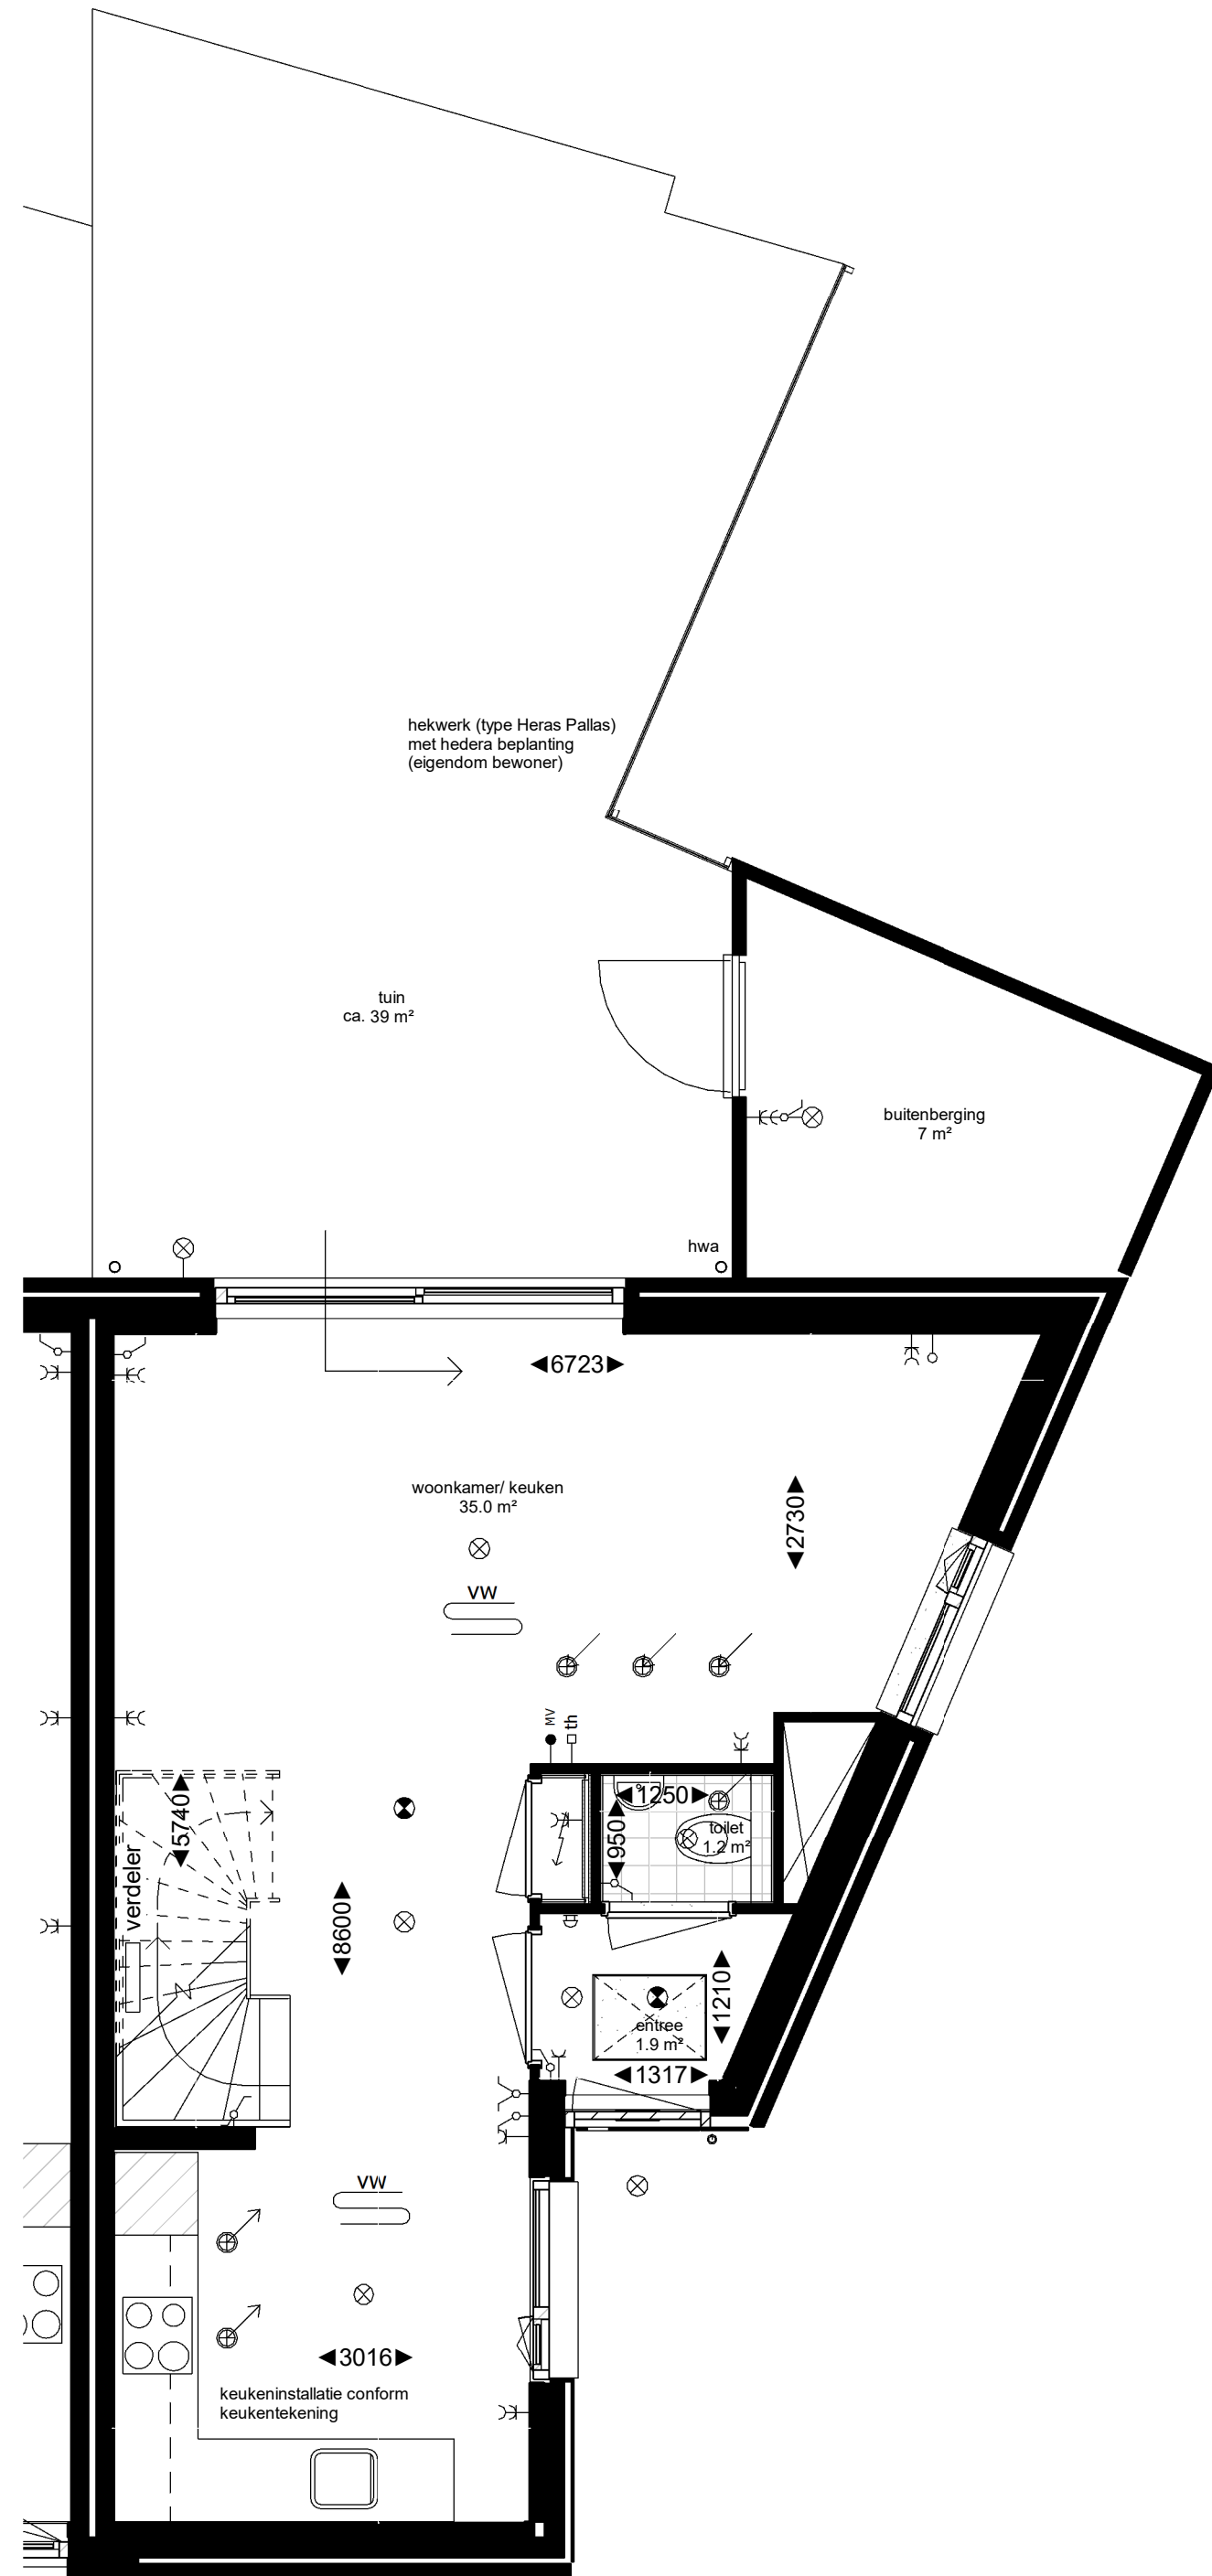 hekwerk (type Heras Pallas)
met hedera beplanting
(eigendom bewoner)
tuin
ca. 39 m²
buitenberging
7 m²
hwa
6723
woonkamer/ keuken
35.0 m²
2730
VW
MV
th
1250
5740
950
toilet
1.2 m²
verdeler
8600
1210
entree
1.9 m²
1317
VW
3016
keukeninstallatie conform
keukentekening